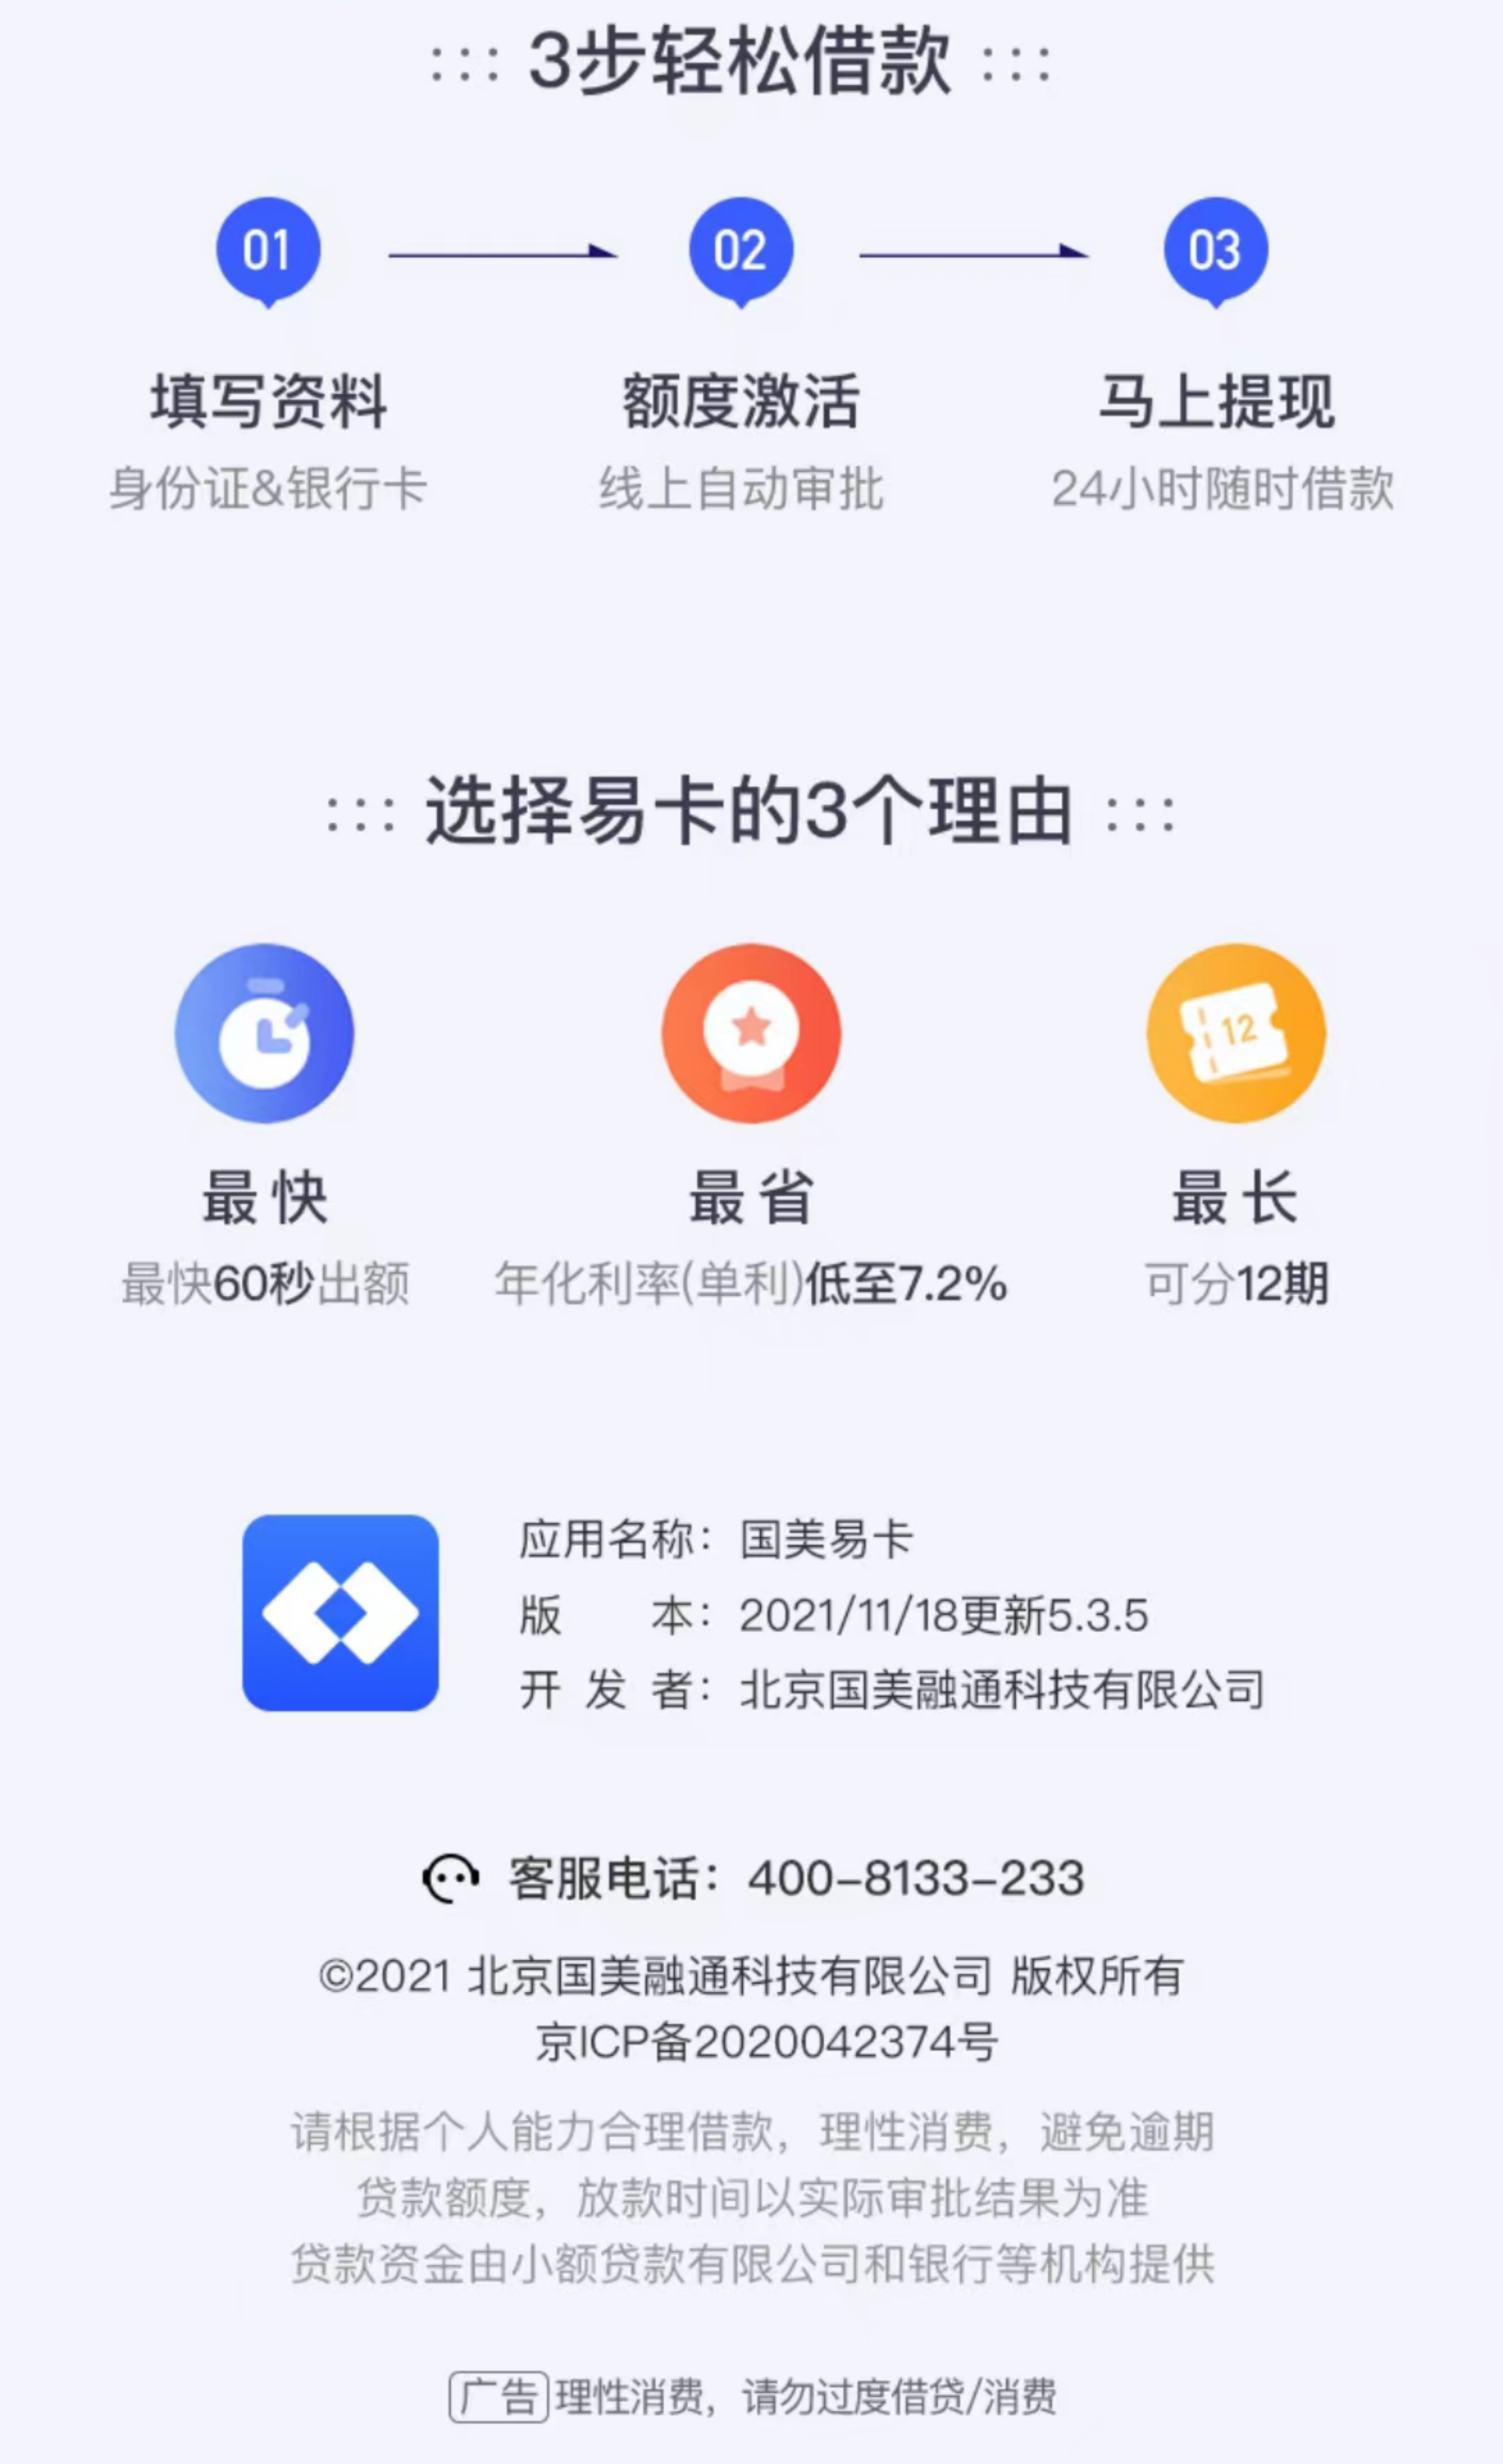 3步轻松借款
01 02 03
填写资料 额度激活 马上提现
身份证&银行卡 线上自动审批 24小时随时借款
选择易卡的3个理由
12
最快 最省 最长
最快60秒出额 年化利率(单利)低至7.2% 可分12期
应用名称：国美易卡
版本：2021/11/18更新5.3.5
开发者：北京国美融通科技有限公司
客服电话：400-8133-233
©2021 北京国美融通科技有限公司 版权所有
京ICP备2020042374号
请根据个人能力合理借款，理性消费，避免逾期
贷款额度，放款时间以实际审批结果为准
贷款资金由小额贷款有限公司和银行等机构提供
广告 理性消费，请勿过度借贷/消费